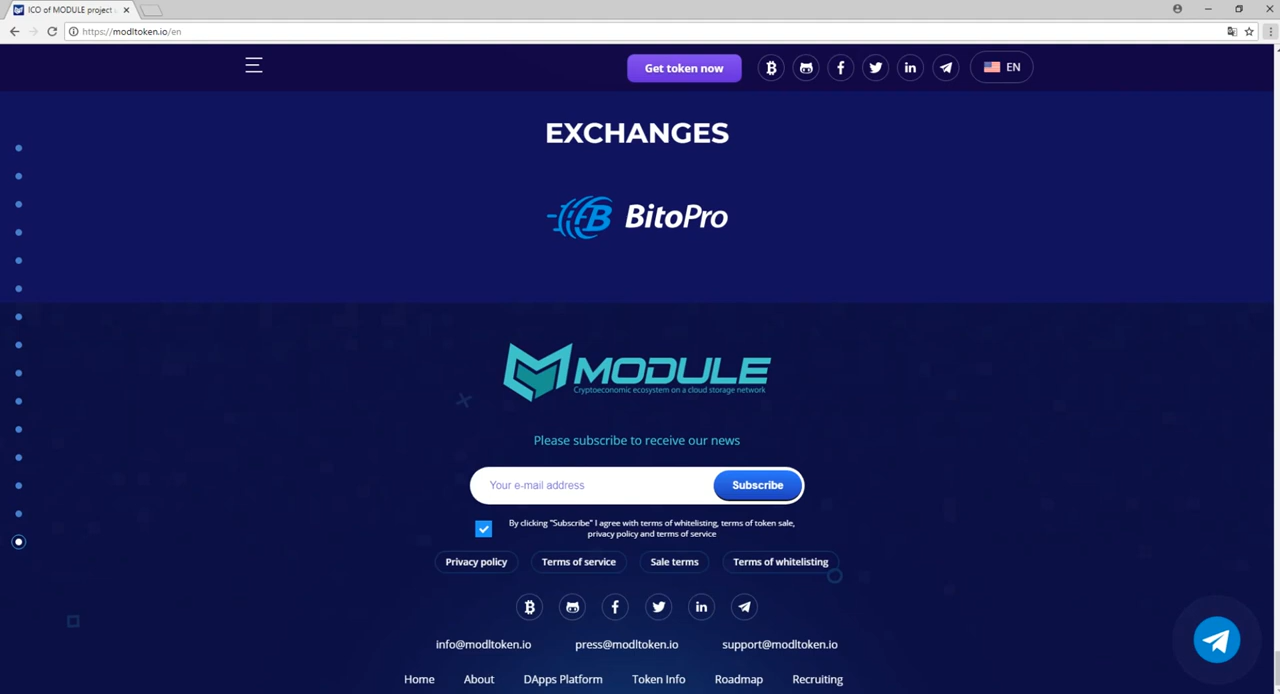 ICO of MODULE project
https://modltoken.io/en
Get token now
EN
EXCHANGES
BitoPro
MODULE
Cryptoeconomic ecosystem on a cloud storage network
Please subscribe to receive our news
Your e-mail address
Subscribe
By clicking "Subscribe" I agree with terms of whitelisting, terms of token sale,
privacy policy and terms of service
Privacy policy Terms of service Sale terms Terms of whitelisting
info@modltoken.io press@modltoken.io support@modltoken.io
Home About DApps Platform Token Info Roadmap Recruiting